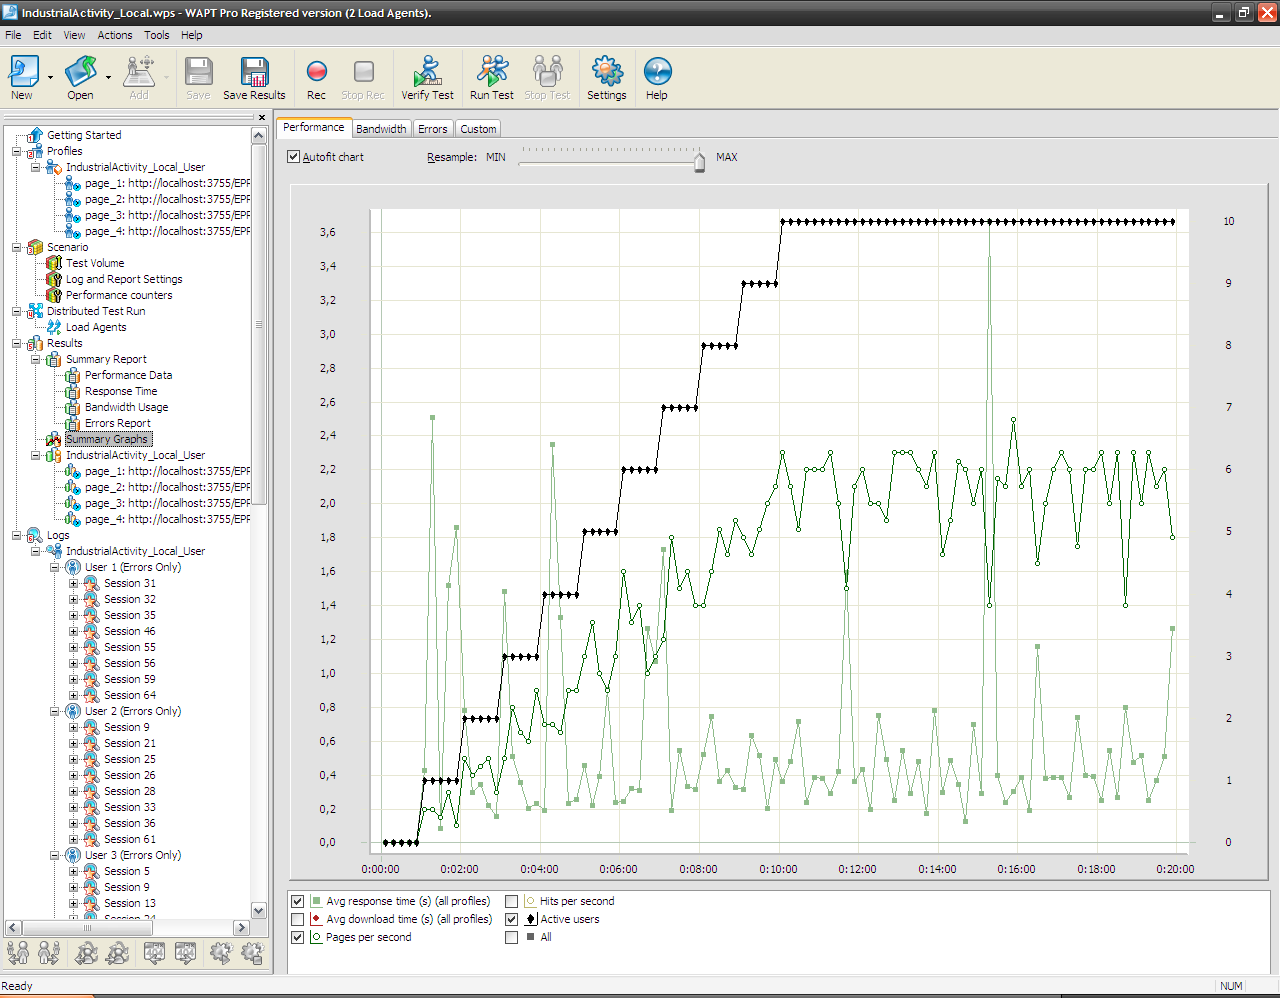 IndustrialActivity_Local.wps - WAPT Pro Registered version (2 Load Agents).
File Edit View Actions Tools Help
New Open Add Save Save Results Rec Stop Rec Verify Test Run Test Stop Test Settings Help
Getting Started
Profiles
IndustrialActivity_Local_User
page_1: http://localhost:3755/EPF
page_2: http://localhost:3755/EPF
page_3: http://localhost:3755/EPF
page_4: http://localhost:3755/EPF
Scenario
Test Volume
Log and Report Settings
Performance counters
Distributed Test Run
Load Agents
Results
Summary Report
Performance Data
Response Time
Bandwidth Usage
Errors Report
Summary Graphs
IndustrialActivity_Local_User
page_1: http://localhost:3755/EPF
page_2: http://localhost:3755/EPF
page_3: http://localhost:3755/EPF
page_4: http://localhost:3755/EPF
Logs
IndustrialActivity_Local_User
User 1 (Errors Only)
Session 31
Session 32
Session 35
Session 46
Session 55
Session 56
Session 59
Session 64
User 2 (Errors Only)
Session 9
Session 21
Session 25
Session 26
Session 28
Session 33
Session 36
Session 61
User 3 (Errors Only)
Session 5
Session 9
Session 13
Session 24
Performance Bandwidth Errors Custom
Autofit chart Resample: MIN MAX
3,6
3,4
3,2
3,0
2,8
2,6
2,4
2,2
2,0
1,8
1,6
1,4
1,2
1,0
0,8
0,6
0,4
0,2
0,0
10
9
8
7
6
5
4
3
2
1
0
0:00:00 0:02:00 0:04:00 0:06:00 0:08:00 0:10:00 0:12:00 0:14:00 0:16:00 0:18:00 0:20:00
Avg response time (s) (all profiles) Hits per second
Avg download time (s) (all profiles) Active users
Pages per second All
Ready NUM